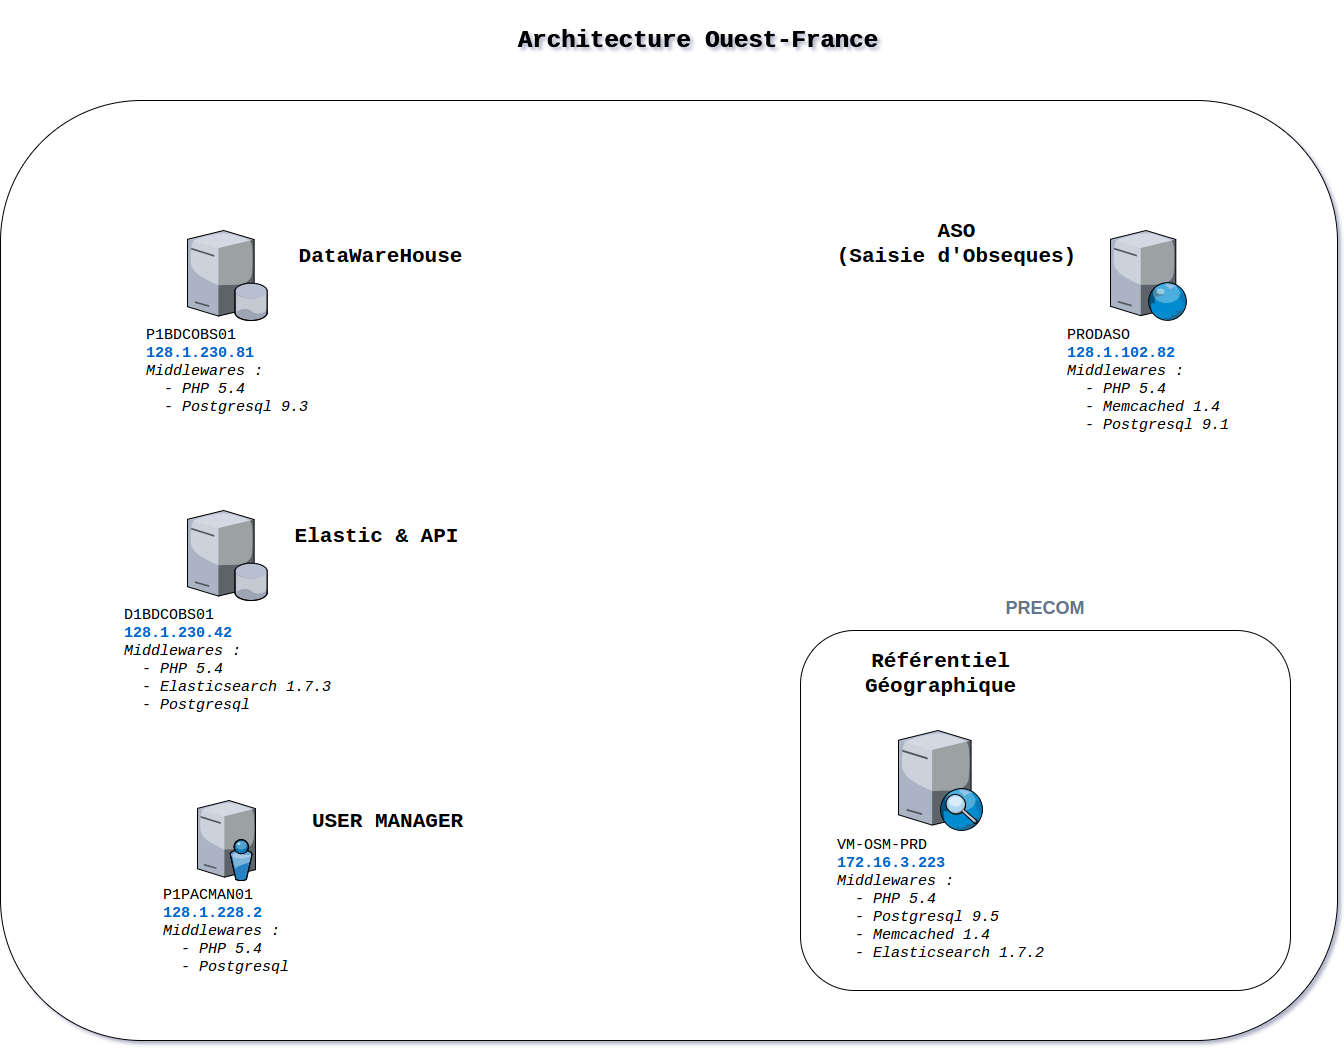 Architecture Ouest-France
DataWareHouse
P1BDCOBS01
128.1.230.81
Middlewares :
- PHP 5.4
- Postgresql 9.3
ASO
(Saisie d'Obseques)
PRODASO
128.1.102.82
Middlewares :
- PHP 5.4
- Memcached 1.4
- Postgresql 9.1
Elastic & API
D1BDCOBS01
128.1.230.42
Middlewares :
- PHP 5.4
- Elasticsearch 1.7.3
- Postgresql
PRECOM
Référentiel
Géographique
VM-OSM-PRD
172.16.3.223
Middlewares :
- PHP 5.4
- Postgresql 9.5
- Memcached 1.4
- Elasticsearch 1.7.2
USER MANAGER
P1PACMAN01
128.1.228.2
Middlewares :
- PHP 5.4
- Postgresql